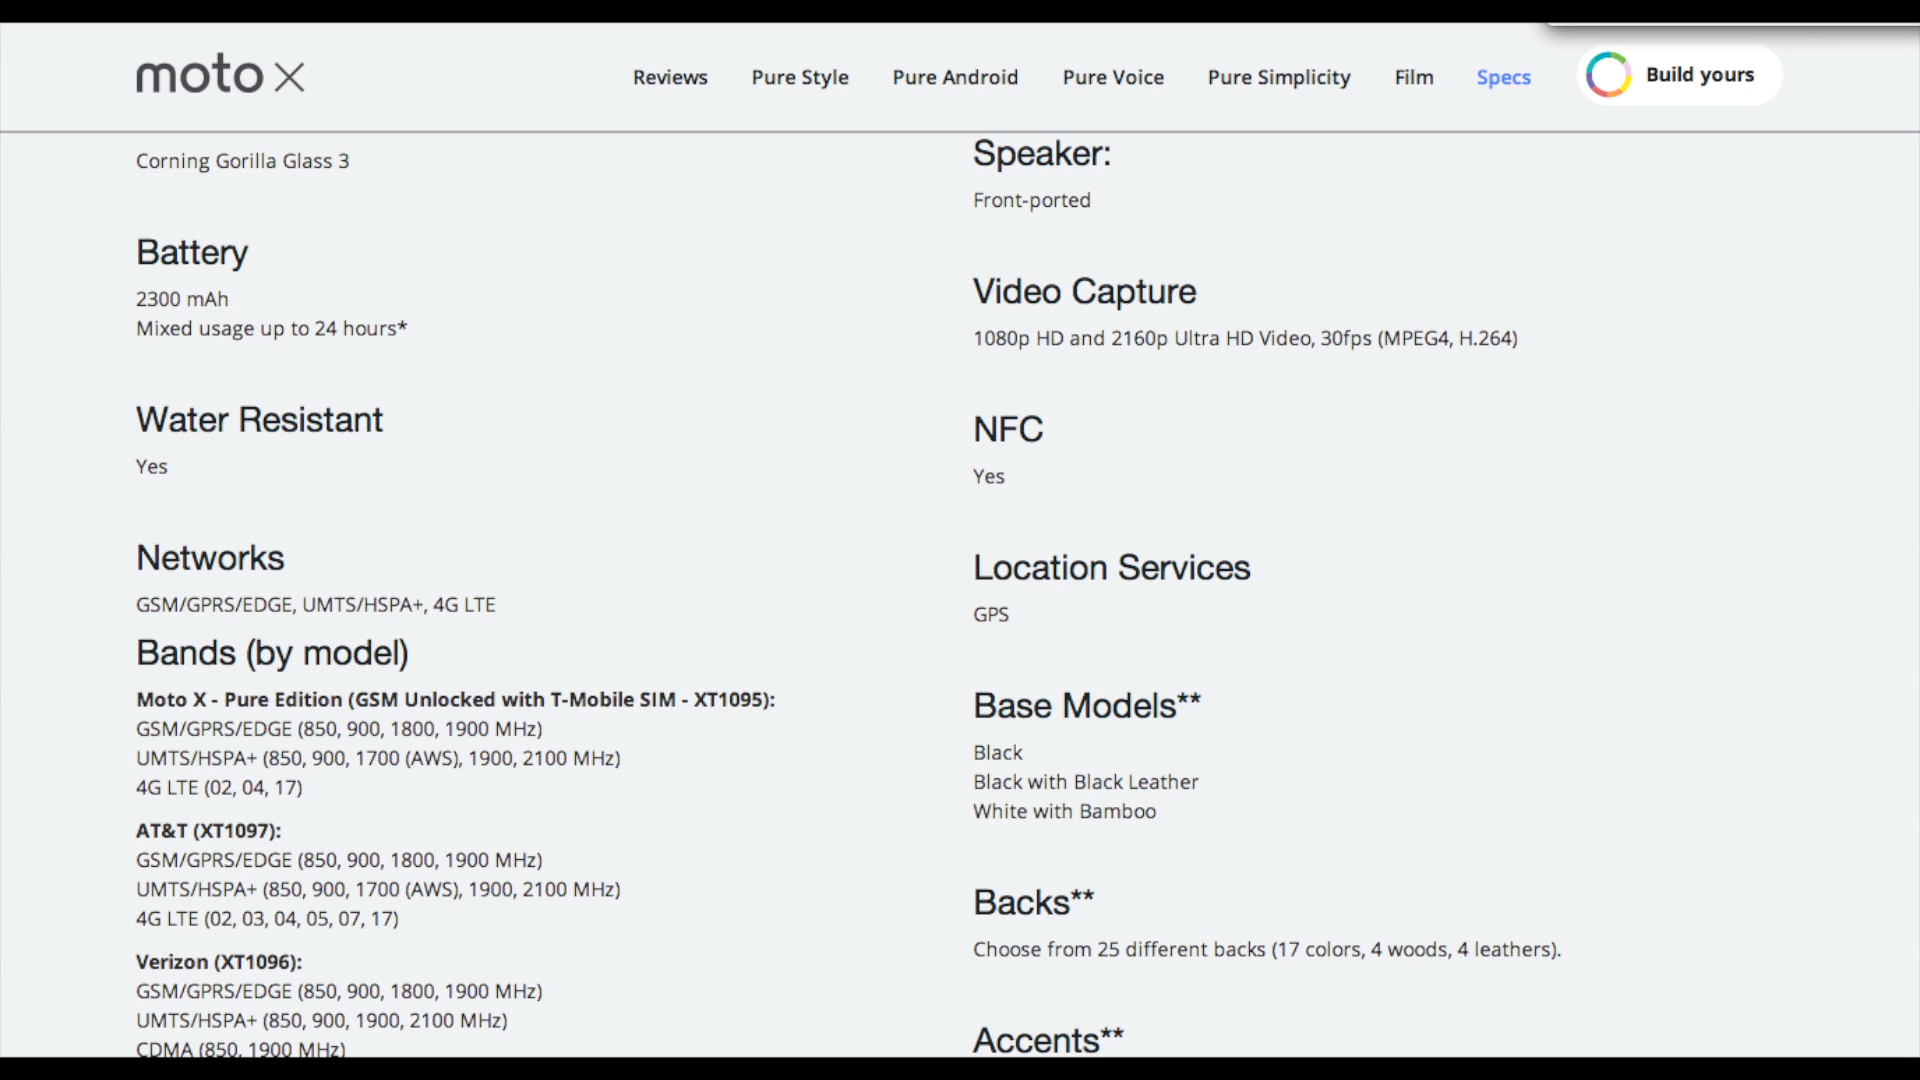 moto x
Reviews
Pure Style
Pure Android
Pure Voice
Pure Simplicity
Film
Specs
Build yours
Corning Gorilla Glass 3
Battery
2300 mAh
Mixed usage up to 24 hours*
Water Resistant
Yes
Networks
GSM/GPRS/EDGE, UMTS/HSPA+, 4G LTE
Bands (by model)
Moto X - Pure Edition (GSM Unlocked with T-Mobile SIM - XT1095):
GSM/GPRS/EDGE (850, 900, 1800, 1900 MHz)
UMTS/HSPA+ (850, 900, 1700 (AWS), 1900, 2100 MHz)
4G LTE (02, 04, 17)
AT&T (XT1097):
GSM/GPRS/EDGE (850, 900, 1800, 1900 MHz)
UMTS/HSPA+ (850, 900, 1700 (AWS), 1900, 2100 MHz)
4G LTE (02, 03, 04, 05, 07, 17)
Verizon (XT1096):
GSM/GPRS/EDGE (850, 900, 1800, 1900 MHz)
UMTS/HSPA+ (850, 900, 1900, 2100 MHz)
CDMA (850, 1900 MHz)
Speaker:
Front-ported
Video Capture
1080p HD and 2160p Ultra HD Video, 30fps (MPEG4, H.264)
NFC
Yes
Location Services
GPS
Base Models**
Black
Black with Black Leather
White with Bamboo
Backs**
Choose from 25 different backs (17 colors, 4 woods, 4 leathers).
Accents**